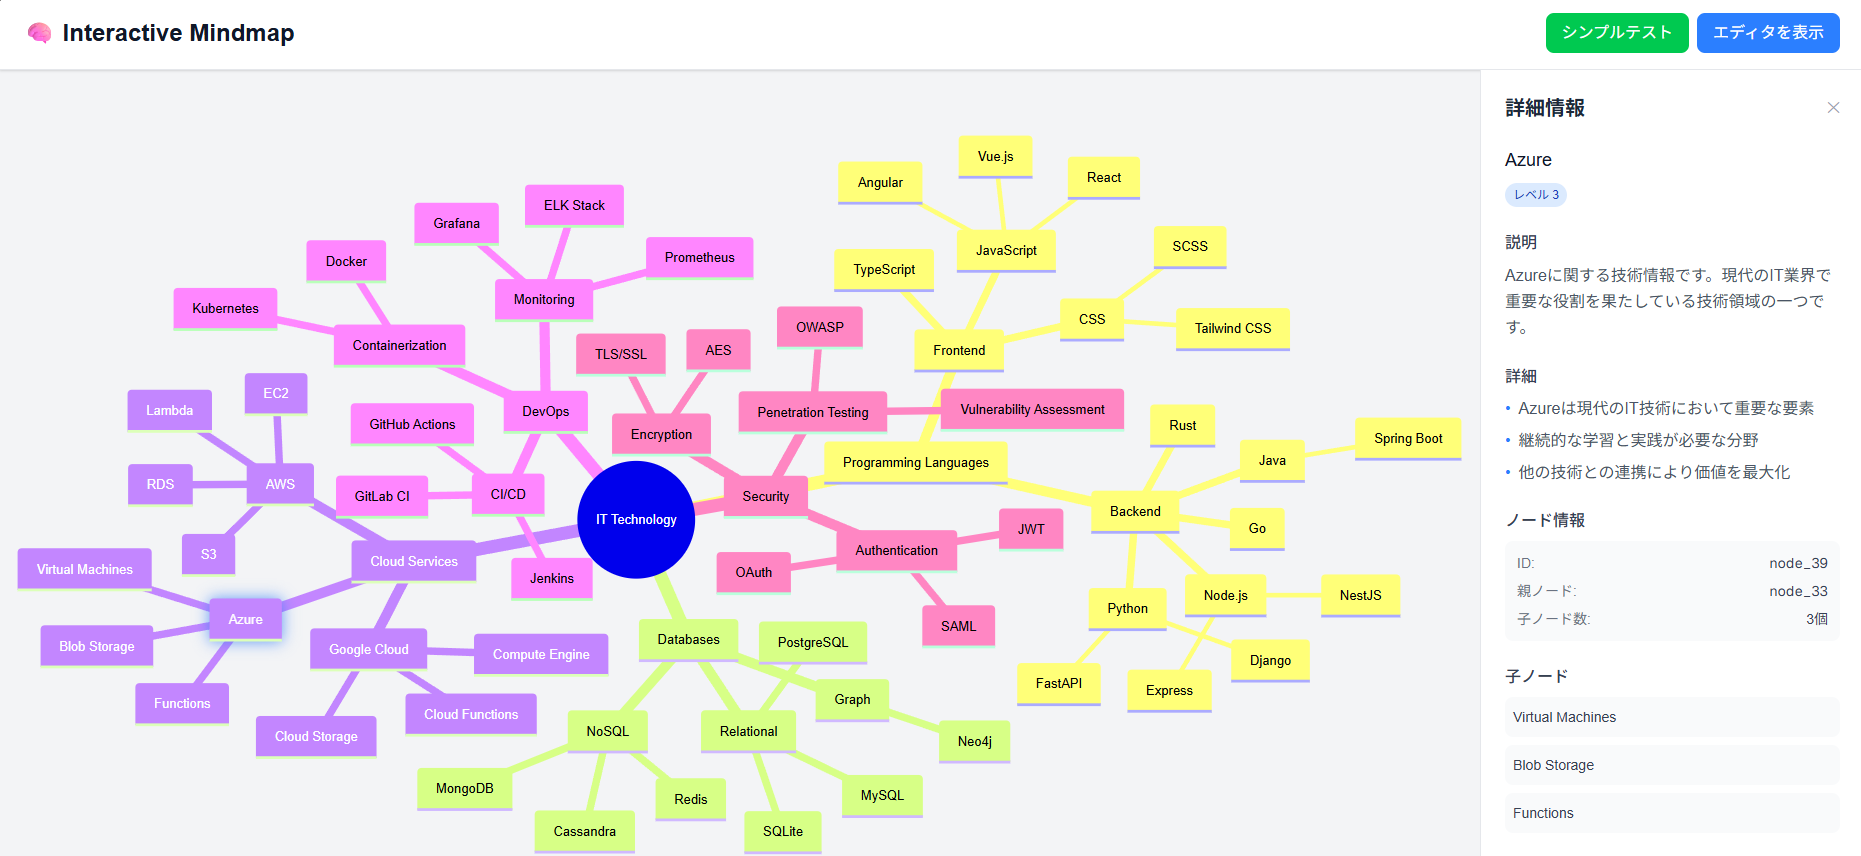 Interactive Mindmap
シンプルテスト
エディタを表示
Vue.js
Angular
React
ELK Stack
Grafana
SCSS
JavaScript
Prometheus
Docker
TypeScript
Monitoring
Kubernetes
CSS
OWASP
Tailwind CSS
Containerization
TLS/SSL
AES
Frontend
EC2
Lambda
DevOps
Penetration Testing
Vulnerability Assessment
GitHub Actions
Rust
Encryption
Spring Boot
Programming Languages
Java
RDS
AWS
GitLab CI
CI/CD
Security
Backend
IT Technology
JWT
Go
S3
Cloud Services
Authentication
Virtual Machines
Jenkins
OAuth
Node.js
NestJS
Python
Azure
SAML
Blob Storage
Google Cloud
Compute Engine
Databases
PostgreSQL
Django
FastAPI
Express
Functions
Graph
Cloud Functions
Cloud Storage
NoSQL
Relational
Neo4j
MongoDB
Redis
MySQL
Cassandra
SQLite
詳細情報
Azure
レベル 3
説明
Azureに関する技術情報です。現代のIT業界で
重要な役割を果たしている技術領域の一つで
す。
詳細
• Azureは現代のIT技術において重要な要素
• 継続的な学習と実践が必要な分野
• 他の技術との連携により価値を最大化
ノード情報
ID: node_39
親ノード: node_33
子ノード数: 3個
子ノード
Virtual Machines
Blob Storage
Functions